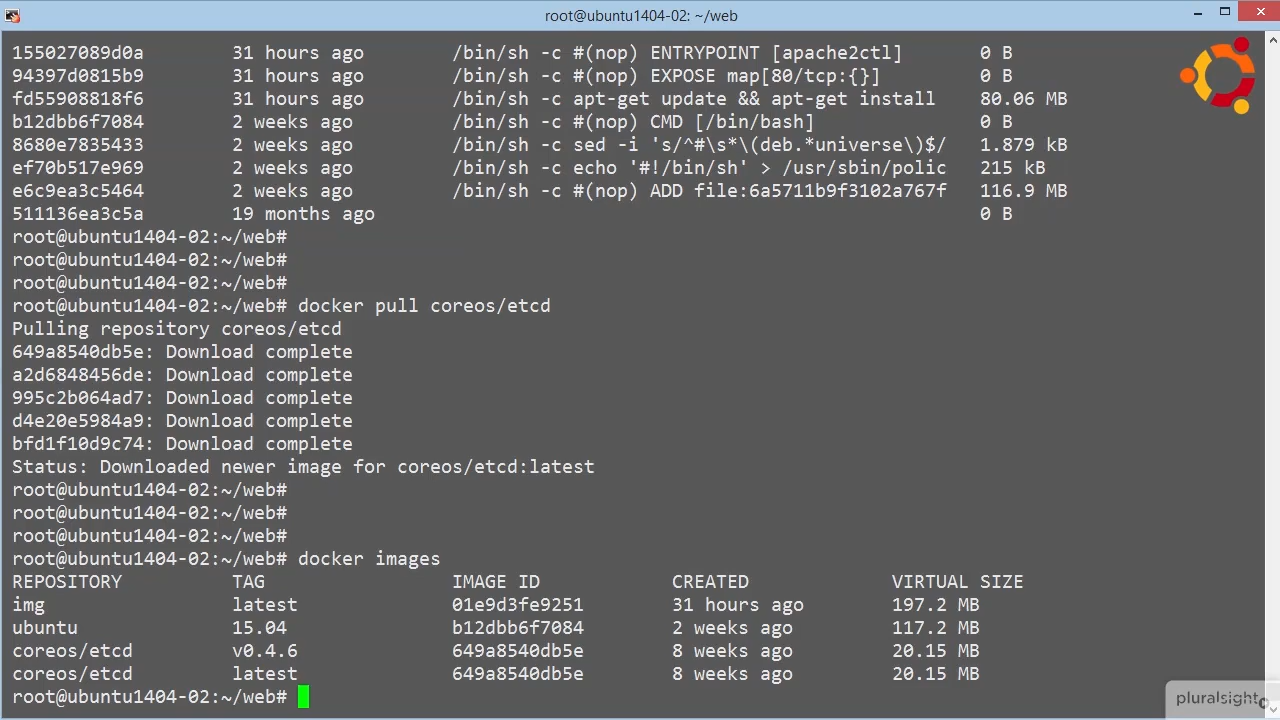 root@ubuntu1404-02: ~/web
155027089d0a 31 hours ago /bin/sh -c #(nop) ENTRYPOINT [apache2ctl] 0 B
94397d0815b9 31 hours ago /bin/sh -c #(nop) EXPOSE map[80/tcp:{}] 0 B
fd55908818f6 31 hours ago /bin/sh -c apt-get update && apt-get install 80.06 MB
b12dbb6f7084 2 weeks ago /bin/sh -c #(nop) CMD [/bin/bash] 0 B
8680e7835433 2 weeks ago /bin/sh -c sed -i 's/^#\s*\(deb.*universe\)$/ 1.879 kB
ef70b517e969 2 weeks ago /bin/sh -c echo '#!/bin/sh' > /usr/sbin/polic 215 kB
e6c9ea3c5464 2 weeks ago /bin/sh -c #(nop) ADD file:6a5711b9f3102a767f 116.9 MB
511136ea3c5a 19 months ago 0 B
root@ubuntu1404-02:~/web#
root@ubuntu1404-02:~/web#
root@ubuntu1404-02:~/web#
root@ubuntu1404-02:~/web# docker pull coreos/etcd
Pulling repository coreos/etcd
649a8540db5e: Download complete
a2d6848456de: Download complete
995c2b064ad7: Download complete
d4e20e5984a9: Download complete
bfd1f10d9c74: Download complete
Status: Downloaded newer image for coreos/etcd:latest
root@ubuntu1404-02:~/web#
root@ubuntu1404-02:~/web#
root@ubuntu1404-02:~/web#
root@ubuntu1404-02:~/web# docker images
REPOSITORY TAG IMAGE ID CREATED VIRTUAL SIZE
img latest 01e9d3fe9251 31 hours ago 197.2 MB
ubuntu 15.04 b12dbb6f7084 2 weeks ago 117.2 MB
coreos/etcd v0.4.6 649a8540db5e 8 weeks ago 20.15 MB
coreos/etcd latest 649a8540db5e 8 weeks ago 20.15 MB
root@ubuntu1404-02:~/web#
pluralsight